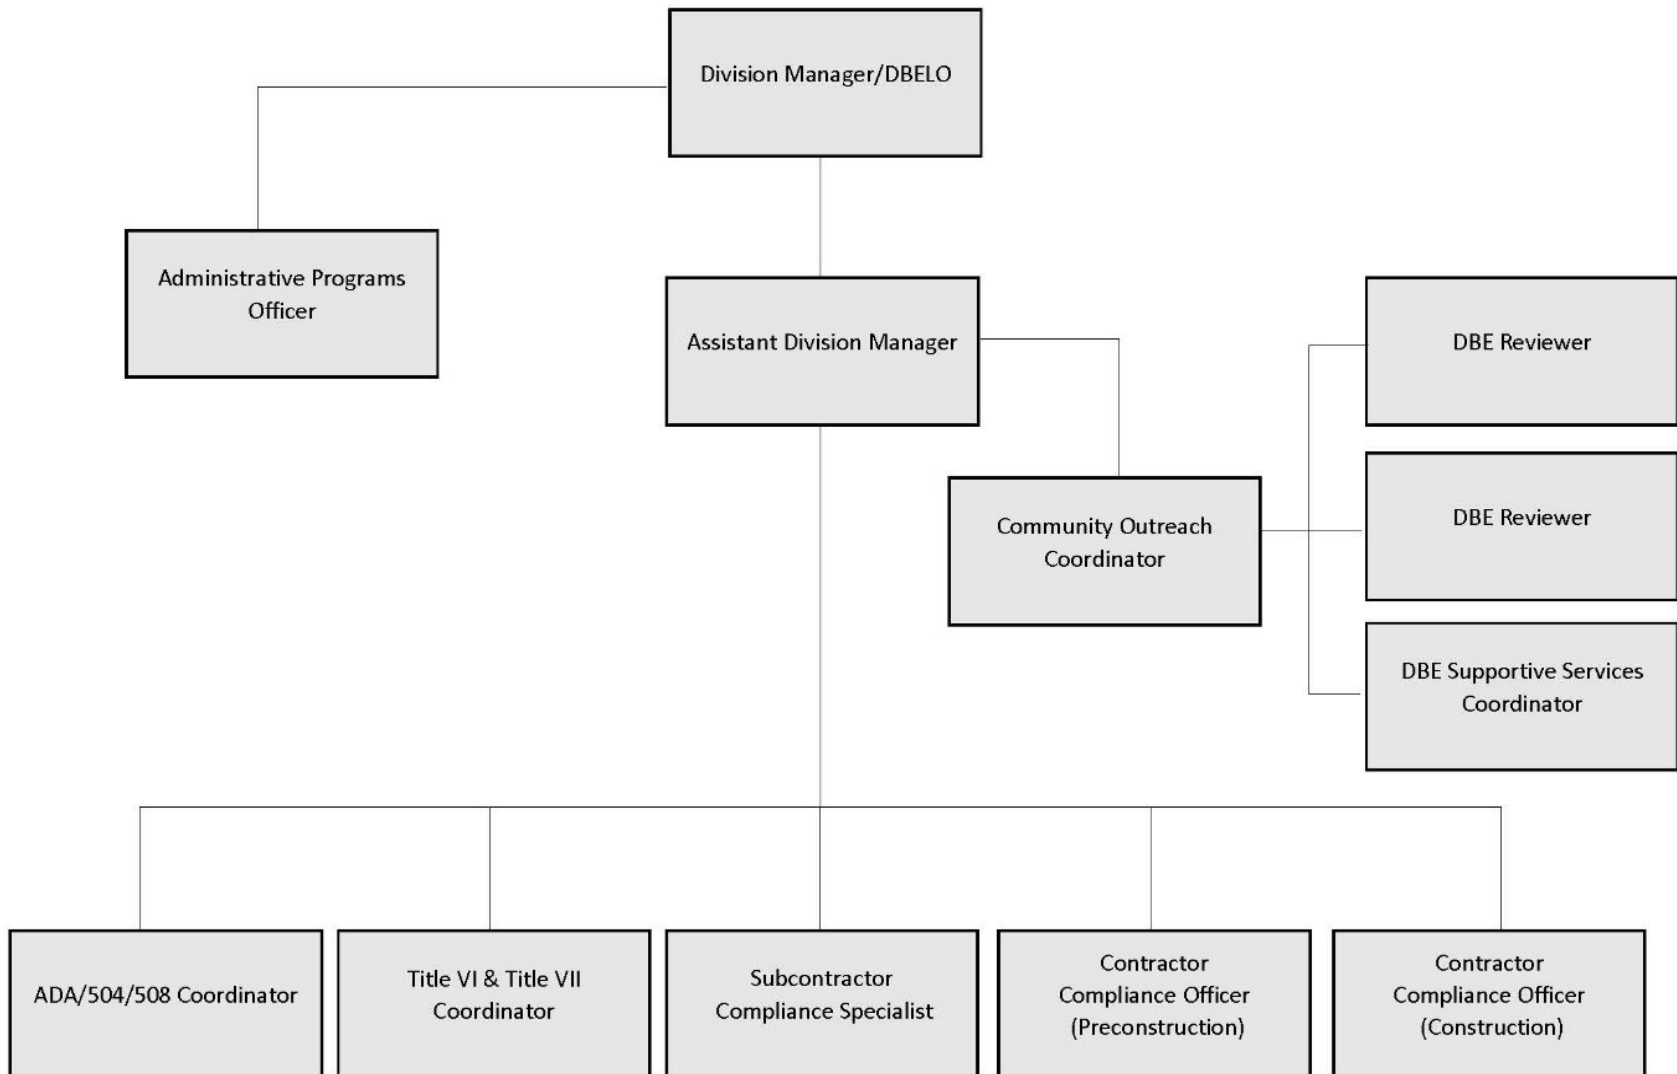 Division Manager/DBELO
Administrative Programs
Officer
Assistant Division Manager
DBE Reviewer
DBE Reviewer
Community Outreach
Coordinator
DBE Supportive Services
Coordinator
ADA/504/508 Coordinator
Title VI & Title VII
Coordinator
Subcontractor
Compliance Specialist
Contractor
Compliance Officer
(Preconstruction)
Contractor
Compliance Officer
(Construction)